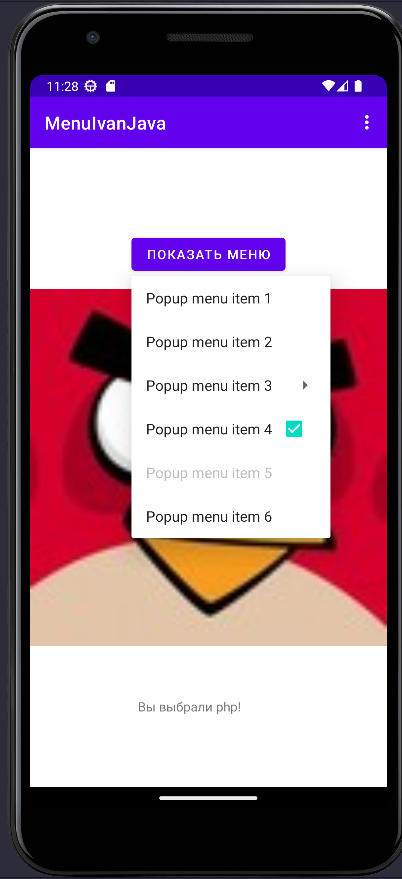 11:28
MenuIvanJava
ПОКАЗАТЬ МЕНЮ
Popup menu item 1
Popup menu item 2
Popup menu item 3
Popup menu item 4
Popup menu item 5
Popup menu item 6
Вы выбрали php!